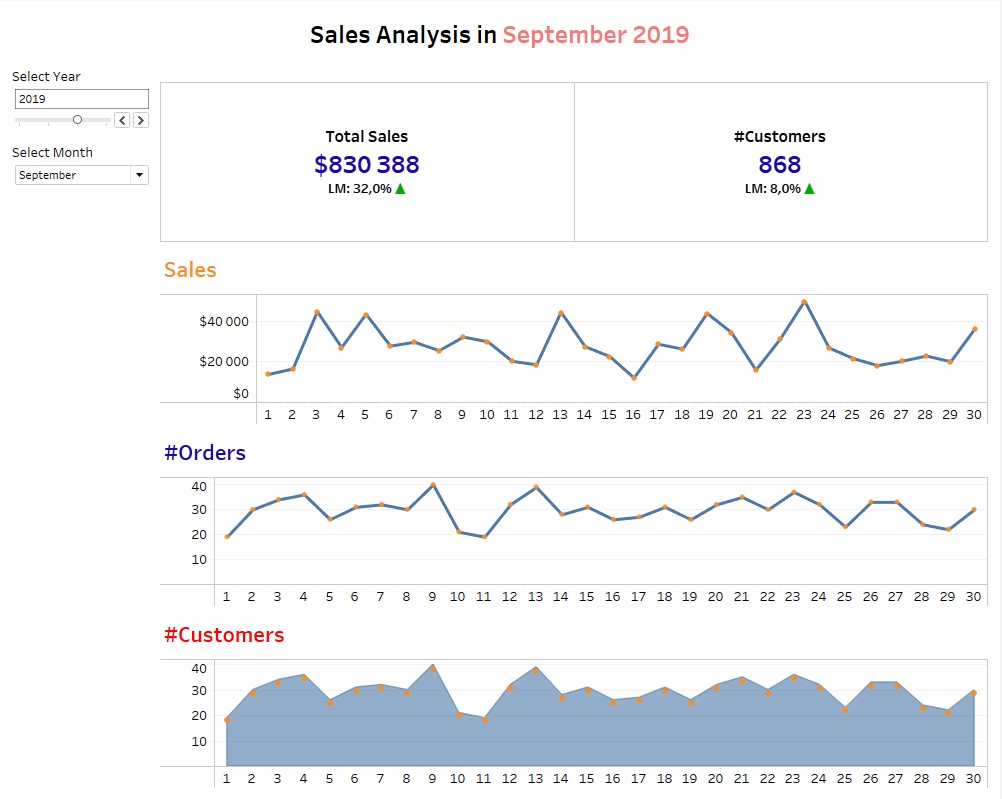 Sales Analysis in September 2019
Select Year
2019
Select Month
September
Total Sales
$830 388
LM: 32,0%
#Customers
868
LM: 8,0%
Sales
$40 000
$20 000
$0
1 2 3 4 5 6 7 8 9 10 11 12 13 14 15 16 17 18 19 20 21 22 23 24 25 26 27 28 29 30
#Orders
40
30
20
10
1 2 3 4 5 6 7 8 9 10 11 12 13 14 15 16 17 18 19 20 21 22 23 24 25 26 27 28 29 30
#Customers
40
30
20
10
1 2 3 4 5 6 7 8 9 10 11 12 13 14 15 16 17 18 19 20 21 22 23 24 25 26 27 28 29 30